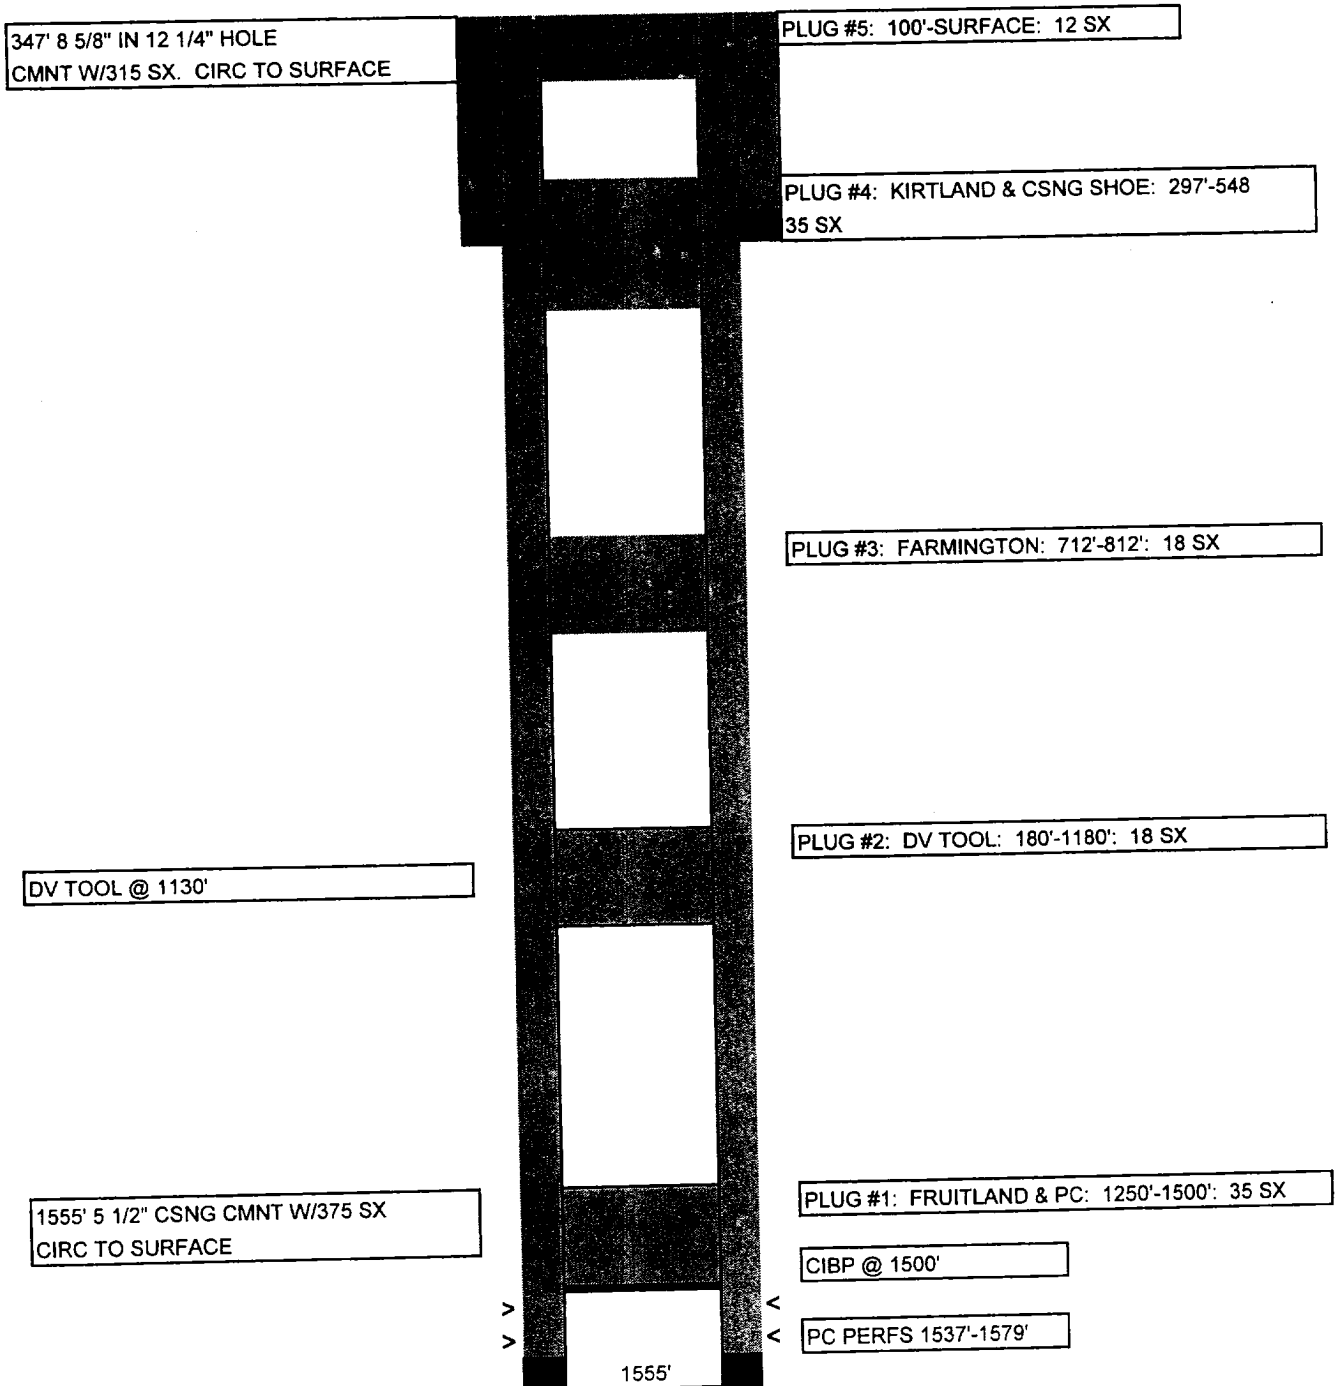 347' 8 5/8" IN 12 1/4" HOLE
CMNT W/315 SX. CIRC TO SURFACE
PLUG #5: 100'-SURFACE: 12 SX
PLUG #4: KIRTLAND & CSNG SHOE: 297'-548
35 SX
PLUG #3: FARMINGTON: 712'-812': 18 SX
PLUG #2: DV TOOL: 180'-1180': 18 SX
DV TOOL @ 1130'
PLUG #1: FRUITLAND & PC: 1250'-1500': 35 SX
1555' 5 1/2" CSNG CMNT W/375 SX
CIRC TO SURFACE
CIBP @ 1500'
> <
> <
PC PERFS 1537'-1579'
1555'